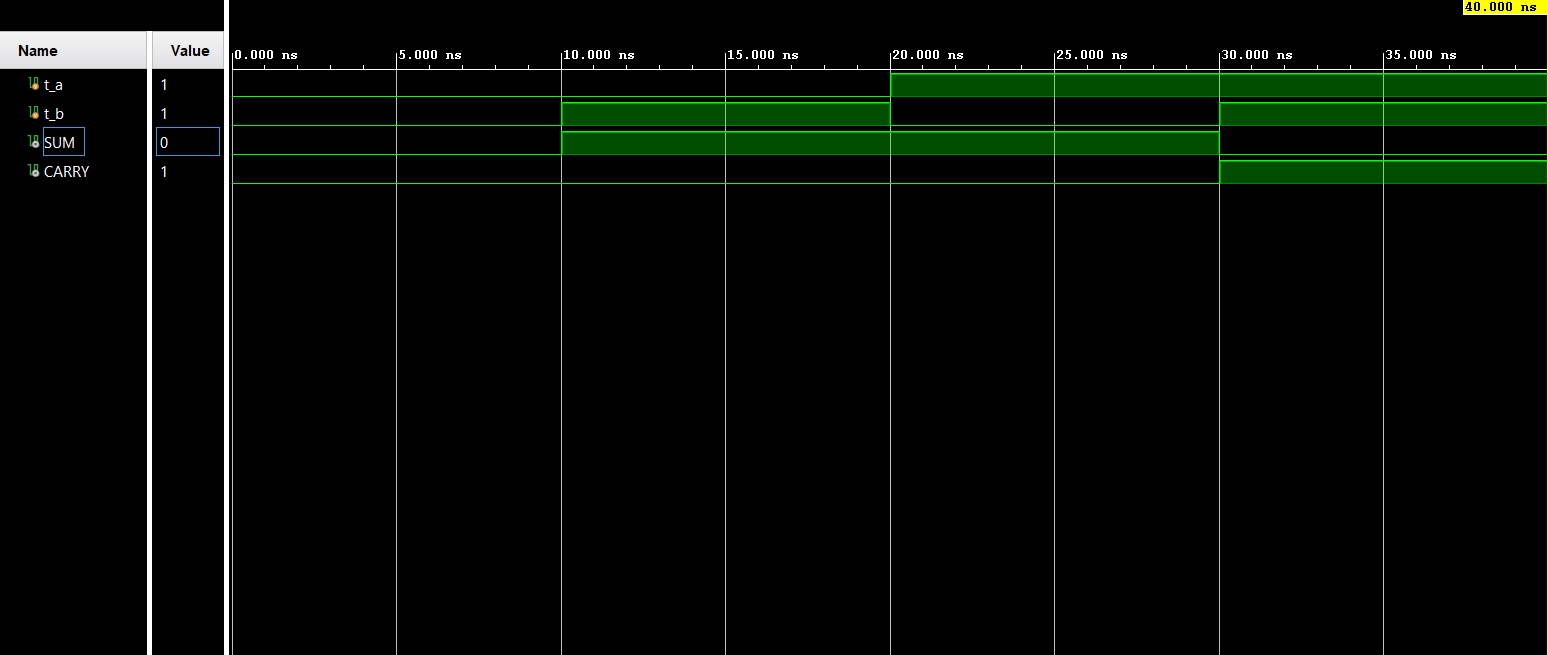 40.000 ns
Name Value
0.000 ns 5.000 ns 10.000 ns 15.000 ns 20.000 ns 25.000 ns 30.000 ns 35.000 ns
t_a 1
t_b 1
SUM 0
CARRY 1